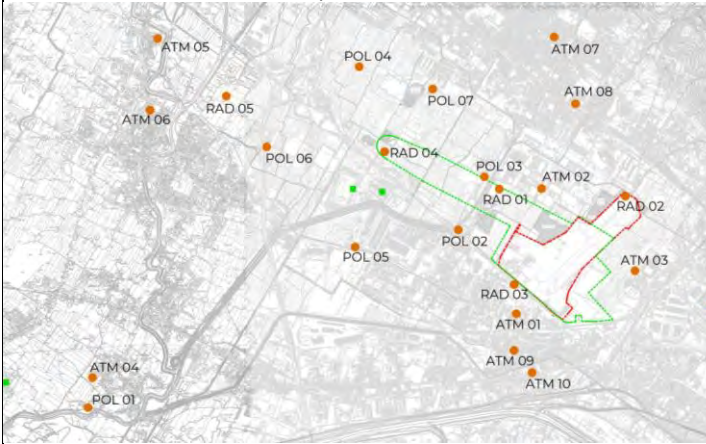 ATM 05
ATM 07
POL 04
POL 07
RAD 05
ATM 08
ATM 06
RAD 04
POL 06
POL 03
ATM 02
RAD 01
RAD 02
POL 02
POL 05
ATM 03
RAD 03
ATM 01
ATM 09
ATM 10
ATM 04
POL 01